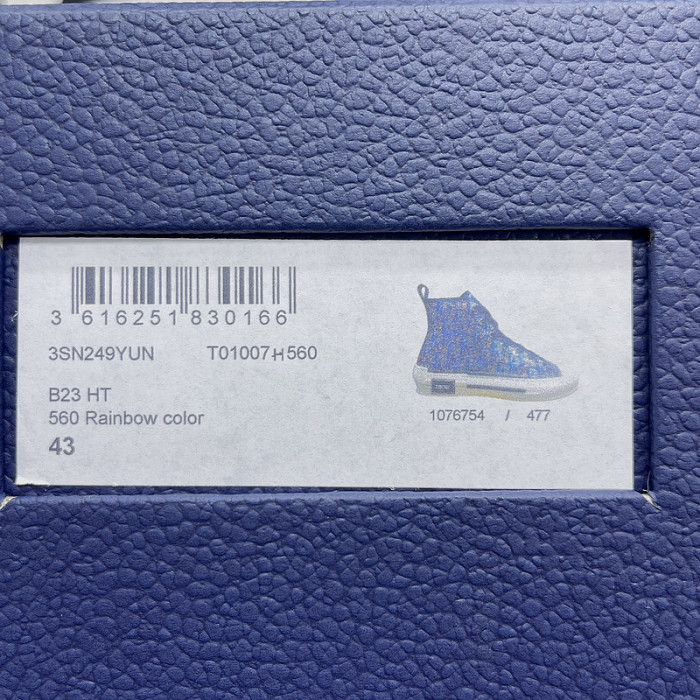 3 616251 830166
3SN249YUN T01007H560
B23 HT
560 Rainbow color
43
1076754 / 477